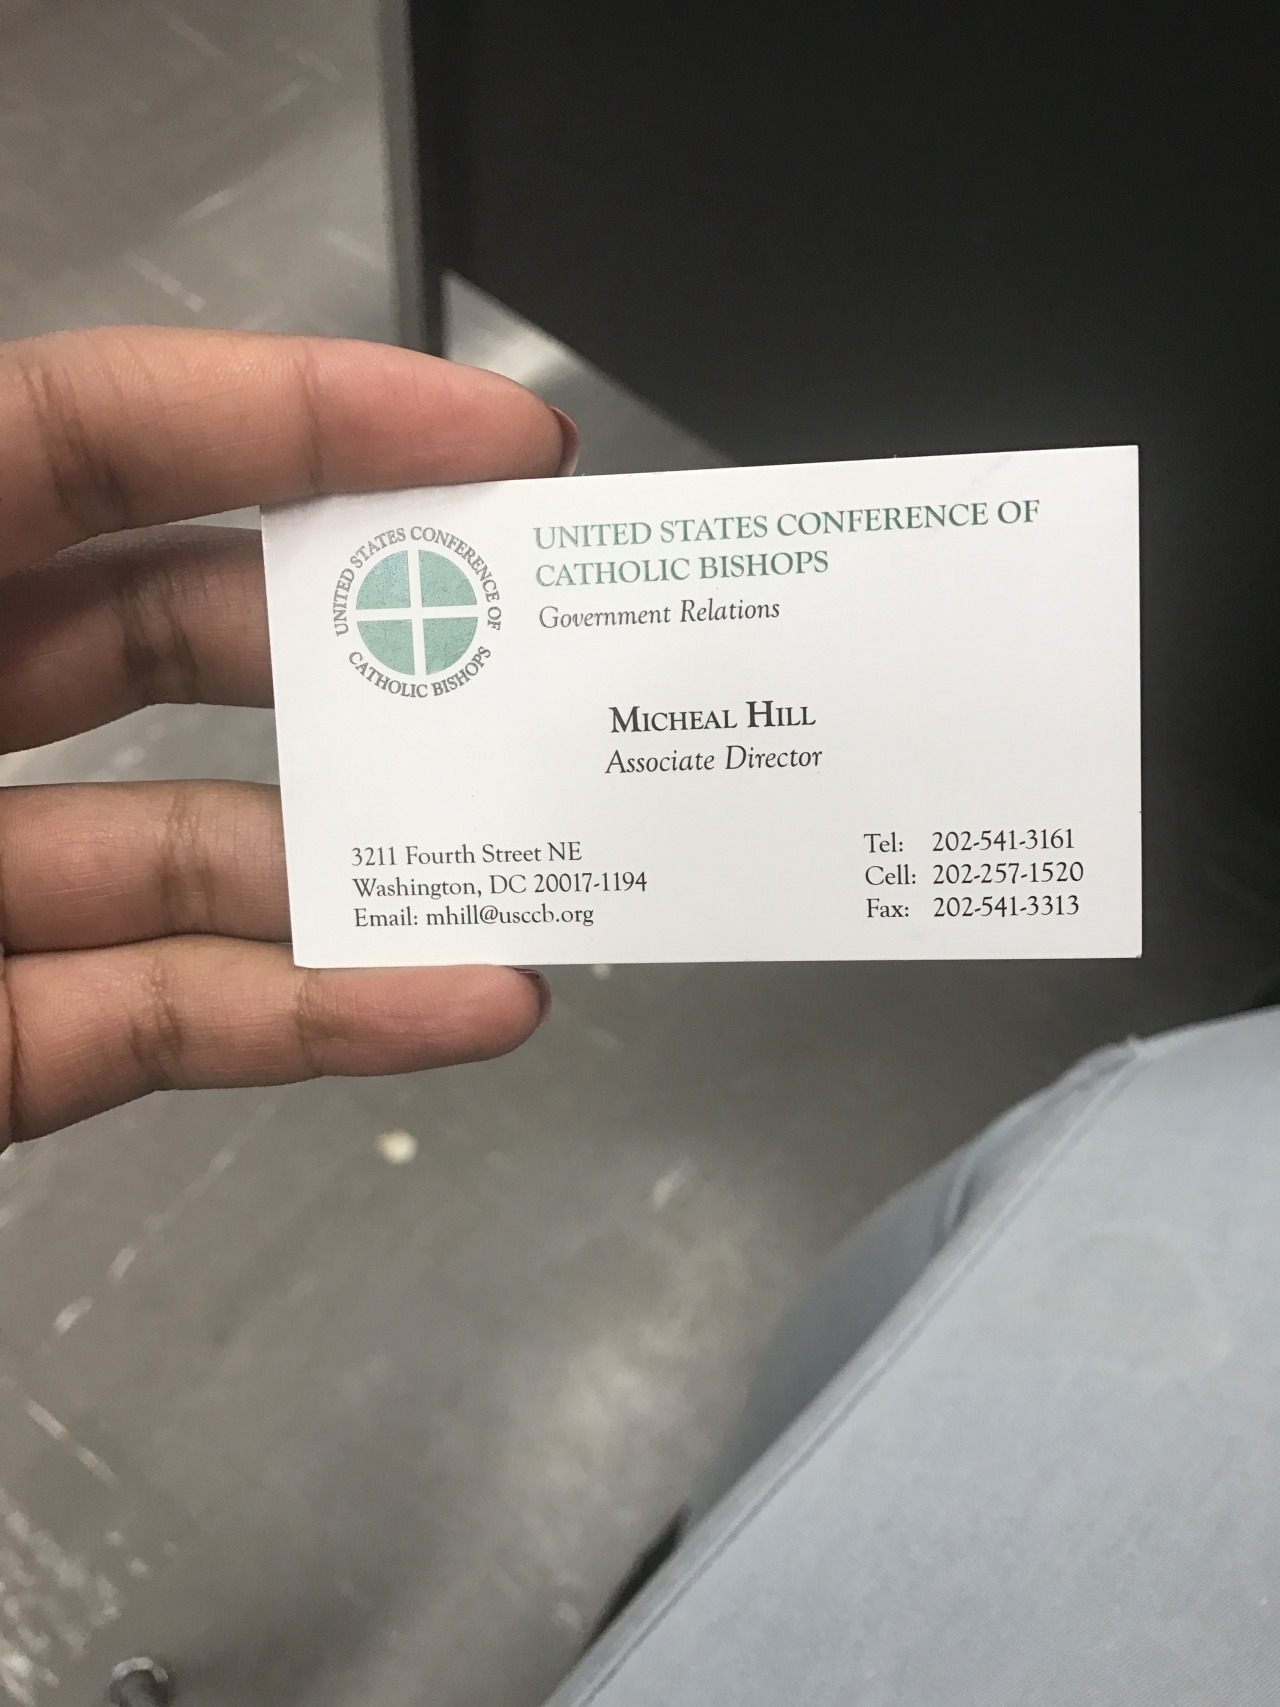 UNITED STATES CONFERENCE OF
CATHOLIC BISHOPS
UNITED STATES CONFERENCE OF
CATHOLIC BISHOPS
Government Relations
MICHEAL HILL
Associate Director
3211 Fourth Street NE
Washington, DC 20017-1194
Email: mhill@usccb.org
Tel: 202-541-3161
Cell: 202-257-1520
Fax: 202-541-3313